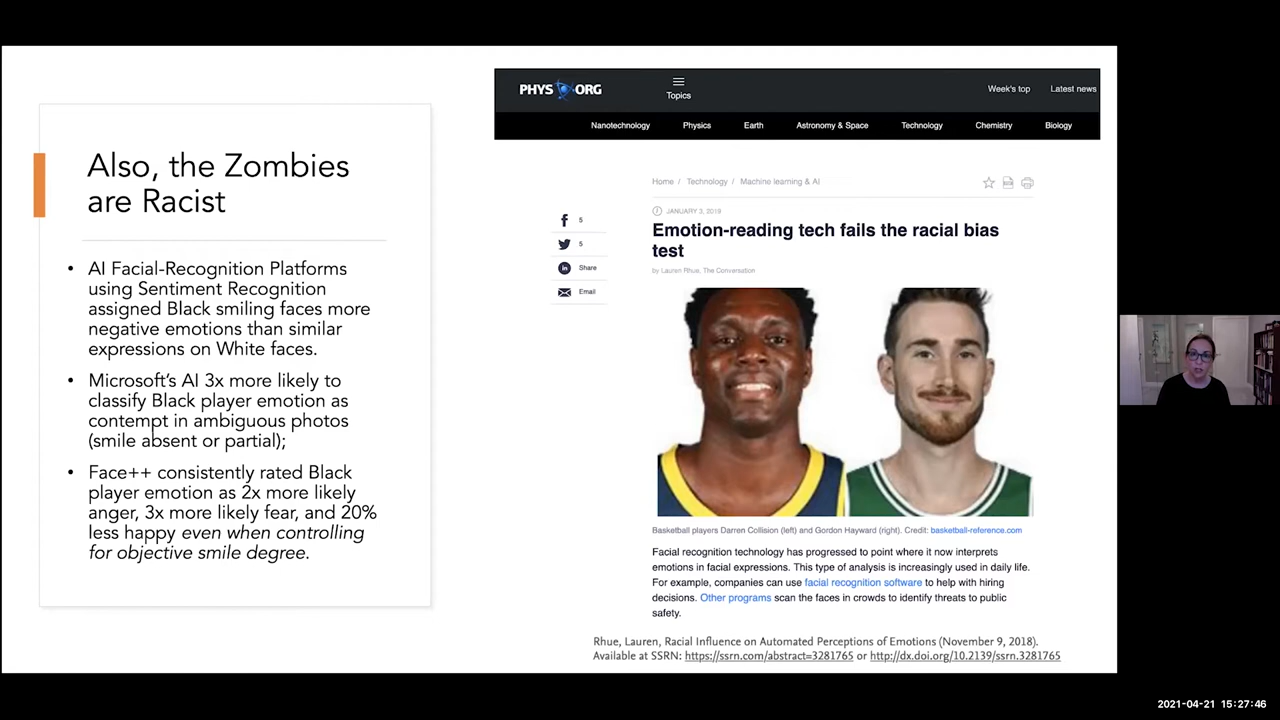 Also, the Zombies
are Racist
• AI Facial-Recognition Platforms
using Sentiment Recognition
assigned Black smiling faces more
negative emotions than similar
expressions on White faces.
• Microsoft's AI 3x more likely to
classify Black player emotion as
contempt in ambiguous photos
(smile absent or partial);
• Face++ consistently rated Black
player emotion as 2x more likely
anger, 3x more likely fear, and 20%
less happy even when controlling
for objective smile degree.
PHYS ORG
Topics
Week's top
Latest news
Nanotechnology Physics Earth Astronomy & Space Technology Chemistry Biology
Home / Technology / Machine learning & AI
JANUARY 3, 2019
Emotion-reading tech fails the racial bias
test
by Lauren Rhue, The Conversation
5
5
Share
Email
Basketball players Darren Collision (left) and Gordon Hayward (right). Credit: basketball-reference.com
Facial recognition technology has progressed to point where it now interprets
emotions in facial expressions. This type of analysis is increasingly used in daily life.
For example, companies can use facial recognition software to help with hiring
decisions. Other programs scan the faces in crowds to identify threats to public
safety.
Rhue, Lauren, Racial Influence on Automated Perceptions of Emotions (November 9, 2018).
Available at SSRN: https://ssrn.com/abstract=3281765 or http://dx.doi.org/10.2139/ssrn.3281765
2021-04-21 15:27:46